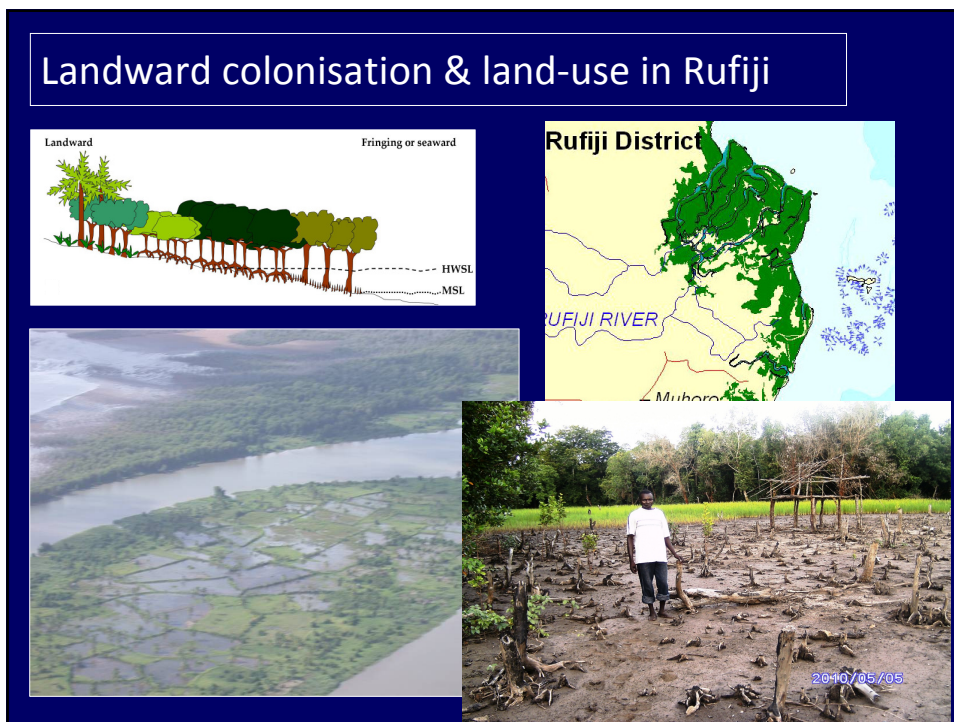 Landward colonisation & land-use in Rufiji
Landward
Fringing or seaward
HWSL
MSL
Rufiji District
RUFIJI RIVER
Muhoro
2010/05/05